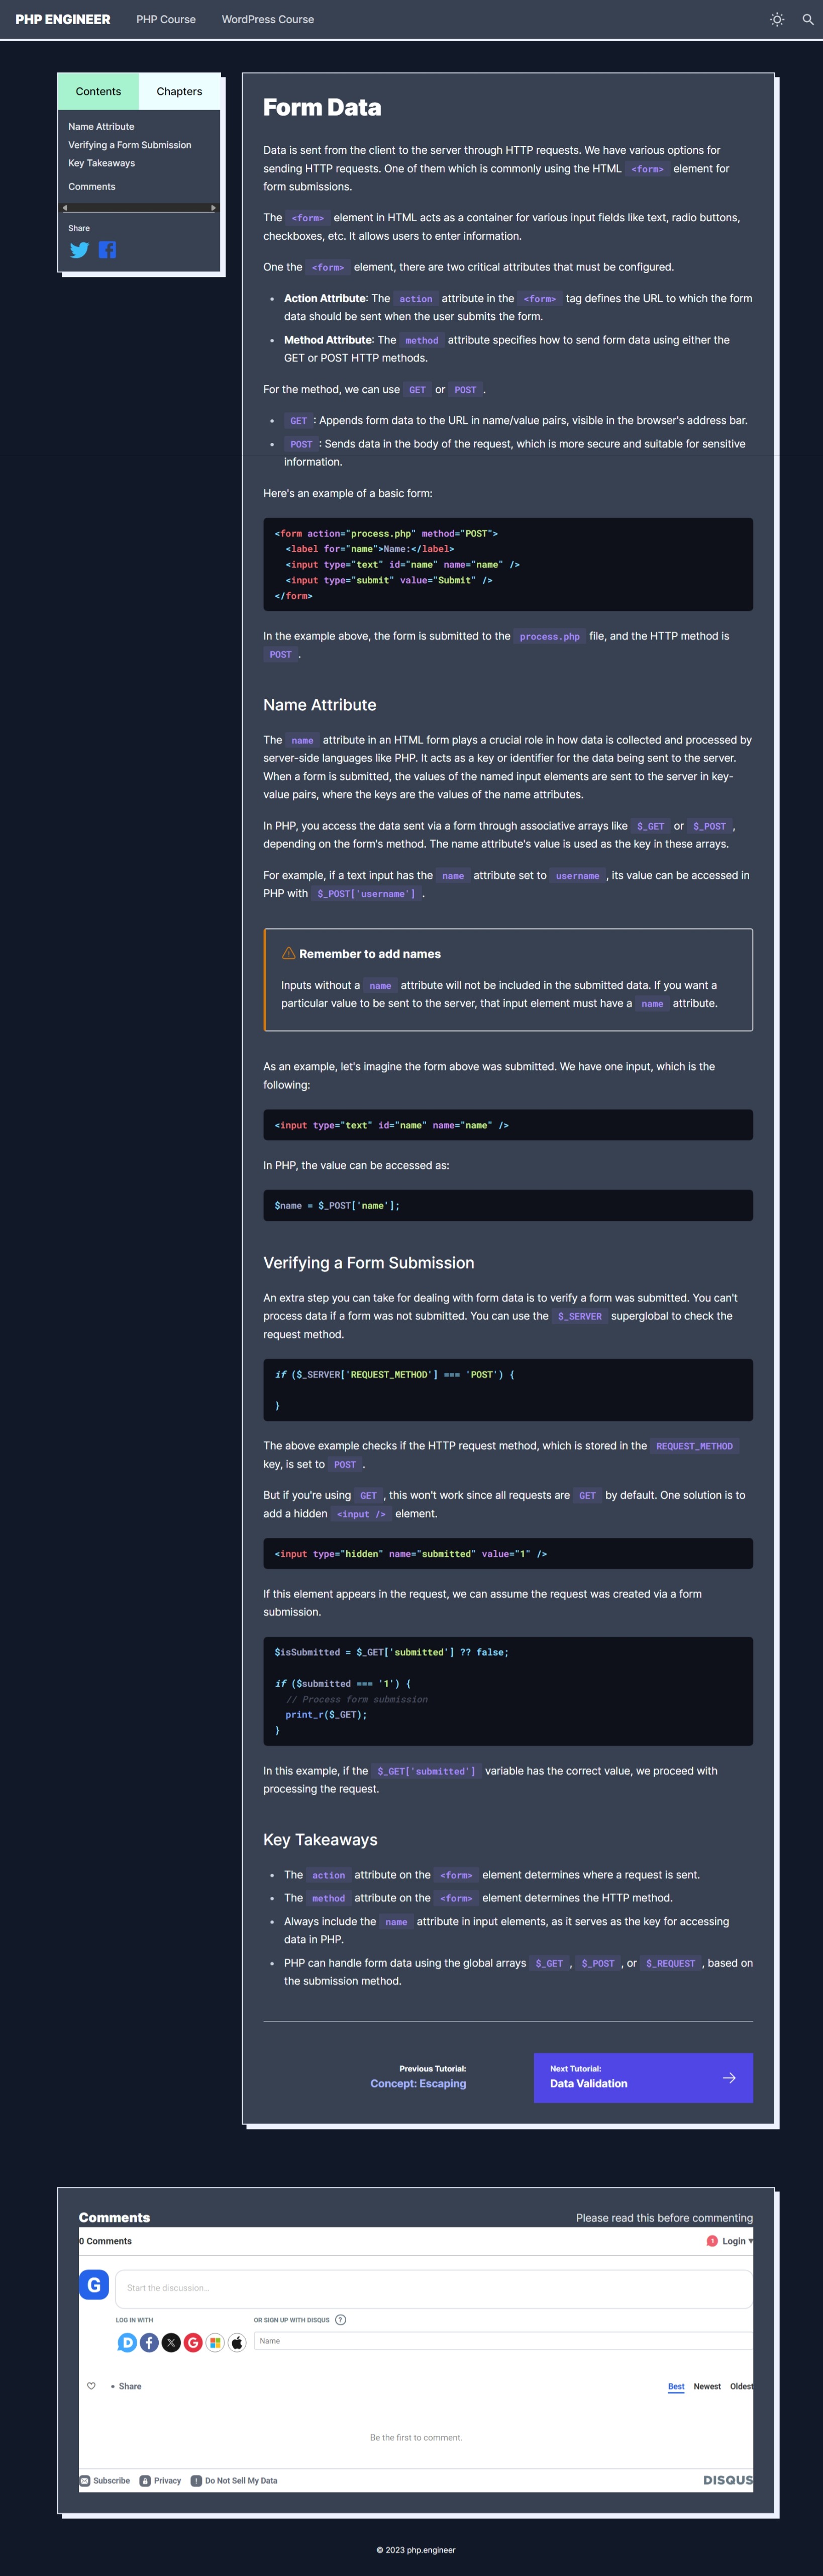 PHP ENGINEER
PHP Course
WordPress Course
Contents
Chapters
Name Attribute
Verifying a Form Submission
Key Takeaways
Comments
Share
Form Data
Data is sent from the client to the server through HTTP requests. We have various options for
sending HTTP requests. One of them which is commonly using the HTML <form> element for
form submissions.
The <form> element in HTML acts as a container for various input fields like text, radio buttons,
checkboxes, etc. It allows users to enter information.
One the <form> element, there are two critical attributes that must be configured.
• Action Attribute: The action attribute in the <form> tag defines the URL to which the form
data should be sent when the user submits the form.
• Method Attribute: The method attribute specifies how to send form data using either the
GET or POST HTTP methods.
For the method, we can use GET or POST .
• GET : Appends form data to the URL in name/value pairs, visible in the browser's address bar.
• POST : Sends data in the body of the request, which is more secure and suitable for sensitive
information.
Here's an example of a basic form:
<form action="process.php" method="POST">
<label for="name">Name:</label>
<input type="text" id="name" name="name" />
<input type="submit" value="Submit" />
</form>
In the example above, the form is submitted to the process.php file, and the HTTP method is
POST .
Name Attribute
The name attribute in an HTML form plays a crucial role in how data is collected and processed by
server-side languages like PHP. It acts as a key or identifier for the data being sent to the server.
When a form is submitted, the values of the named input elements are sent to the server in key-
value pairs, where the keys are the values of the name attributes.
In PHP, you access the data sent via a form through associative arrays like $_GET or $_POST ,
depending on the form's method. The name attribute's value is used as the key in these arrays.
For example, if a text input has the name attribute set to username , its value can be accessed in
PHP with $_POST['username'] .
Remember to add names
Inputs without a name attribute will not be included in the submitted data. If you want a
particular value to be sent to the server, that input element must have a name attribute.
As an example, let's imagine the form above was submitted. We have one input, which is the
following:
<input type="text" id="name" name="name" />
In PHP, the value can be accessed as:
$name = $_POST['name'];
Verifying a Form Submission
An extra step you can take for dealing with form data is to verify a form was submitted. You can't
process data if a form was not submitted. You can use the $_SERVER superglobal to check the
request method.
if ($_SERVER['REQUEST_METHOD'] === 'POST') {
}
The above example checks if the HTTP request method, which is stored in the REQUEST_METHOD
key, is set to POST .
But if you're using GET , this won't work since all requests are GET by default. One solution is to
add a hidden <input /> element.
<input type="hidden" name="submitted" value="1" />
If this element appears in the request, we can assume the request was created via a form
submission.
$isSubmitted = $_GET['submitted'] ?? false;
if ($submitted === '1') {
// Process form submission
print_r($_GET);
}
In this example, if the $_GET['submitted'] variable has the correct value, we proceed with
processing the request.
Key Takeaways
• The action attribute on the <form> element determines where a request is sent.
• The method attribute on the <form> element determines the HTTP method.
• Always include the name attribute in input elements, as it serves as the key for accessing
data in PHP.
• PHP can handle form data using the global arrays $_GET , $_POST , or $_REQUEST , based on
the submission method.
Previous Tutorial:
Concept: Escaping
Next Tutorial:
Data Validation
Comments
Please read this before commenting
0 Comments
1 Login
G
Start the discussion...
LOG IN WITH
OR SIGN UP WITH DISQUS ?
Name
• Share
Best Newest Oldest
Be the first to comment.
Subscribe
Privacy
! Do Not Sell My Data
DISQUS
© 2023 php.engineer